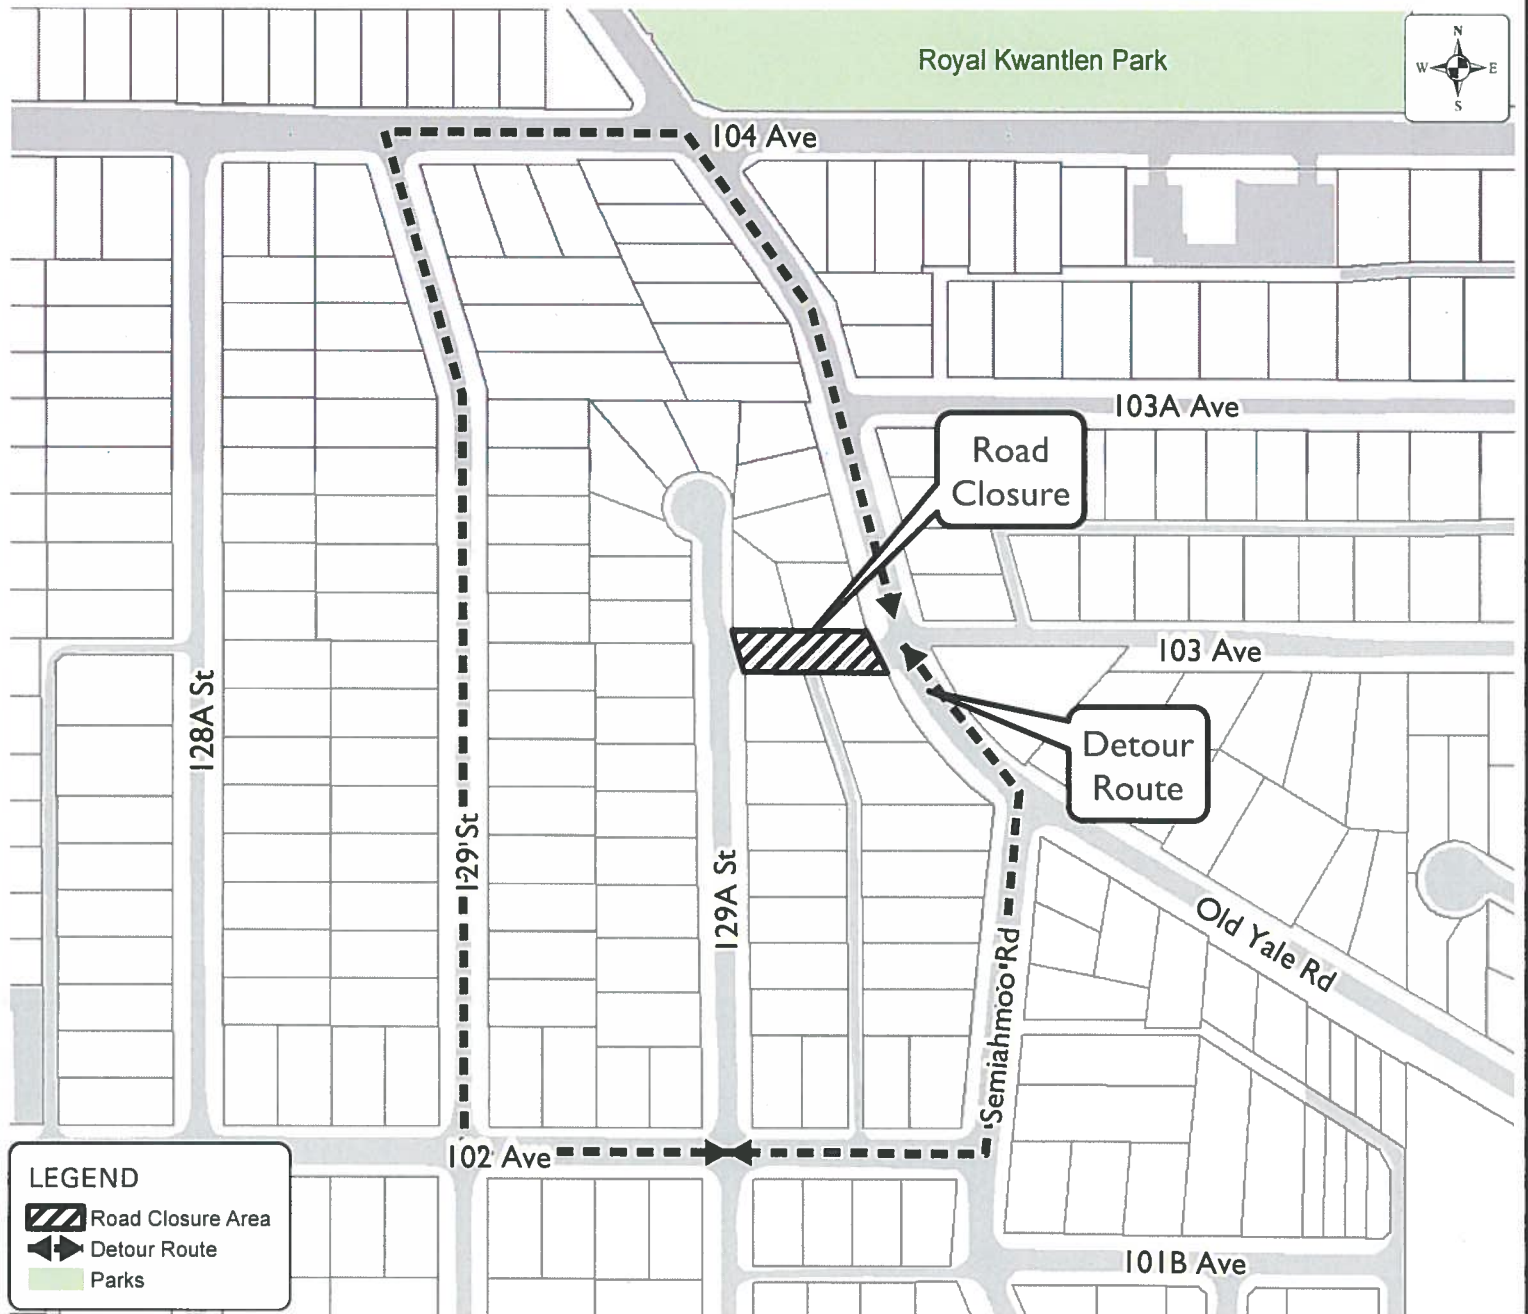 Royal Kwantlen Park
N
W E
S
104 Ave
103A Ave
Road
Closure
103 Ave
128A St
Detour
Route
129 St
129A St
Old Yale Rd
Semiahmoo Rd
102 Ave
101B Ave
LEGEND
Road Closure Area
Detour Route
Parks